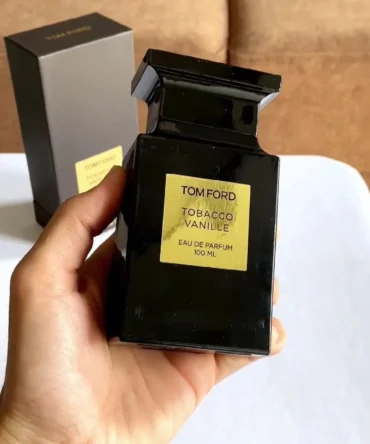 TOM FORD
TOM FORD
TOBACCO
VANILLE
EAU DE PARFUM
100 ML